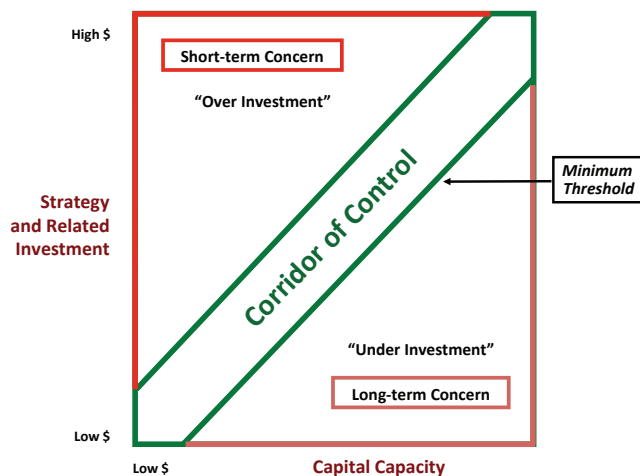 High $
Short-term Concern
“Over Investment”
Corridor of Control
Minimum
Threshold
Strategy
and Related
Investment
“Under Investment”
Long-term Concern
Low $
Low $
Capital Capacity